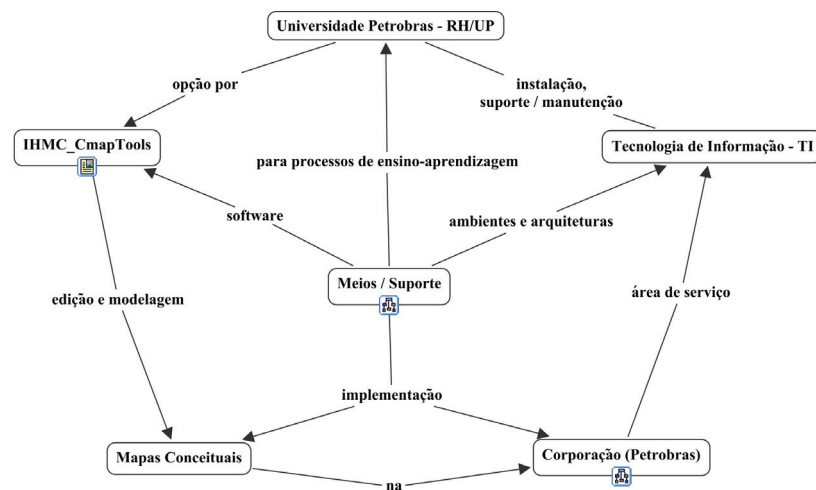 Universidade Petrobras - RH/UP
opção por
instalação,
suporte / manutenção
IHMC_CmapTools
Tecnologia de Informação - TI
para processos de ensino-aprendizagem
software
ambientes e arquiteturas
Meios / Suporte
edição e modelagem
área de serviço
implementação
Mapas Conceituais
Corporação (Petrobras)
na